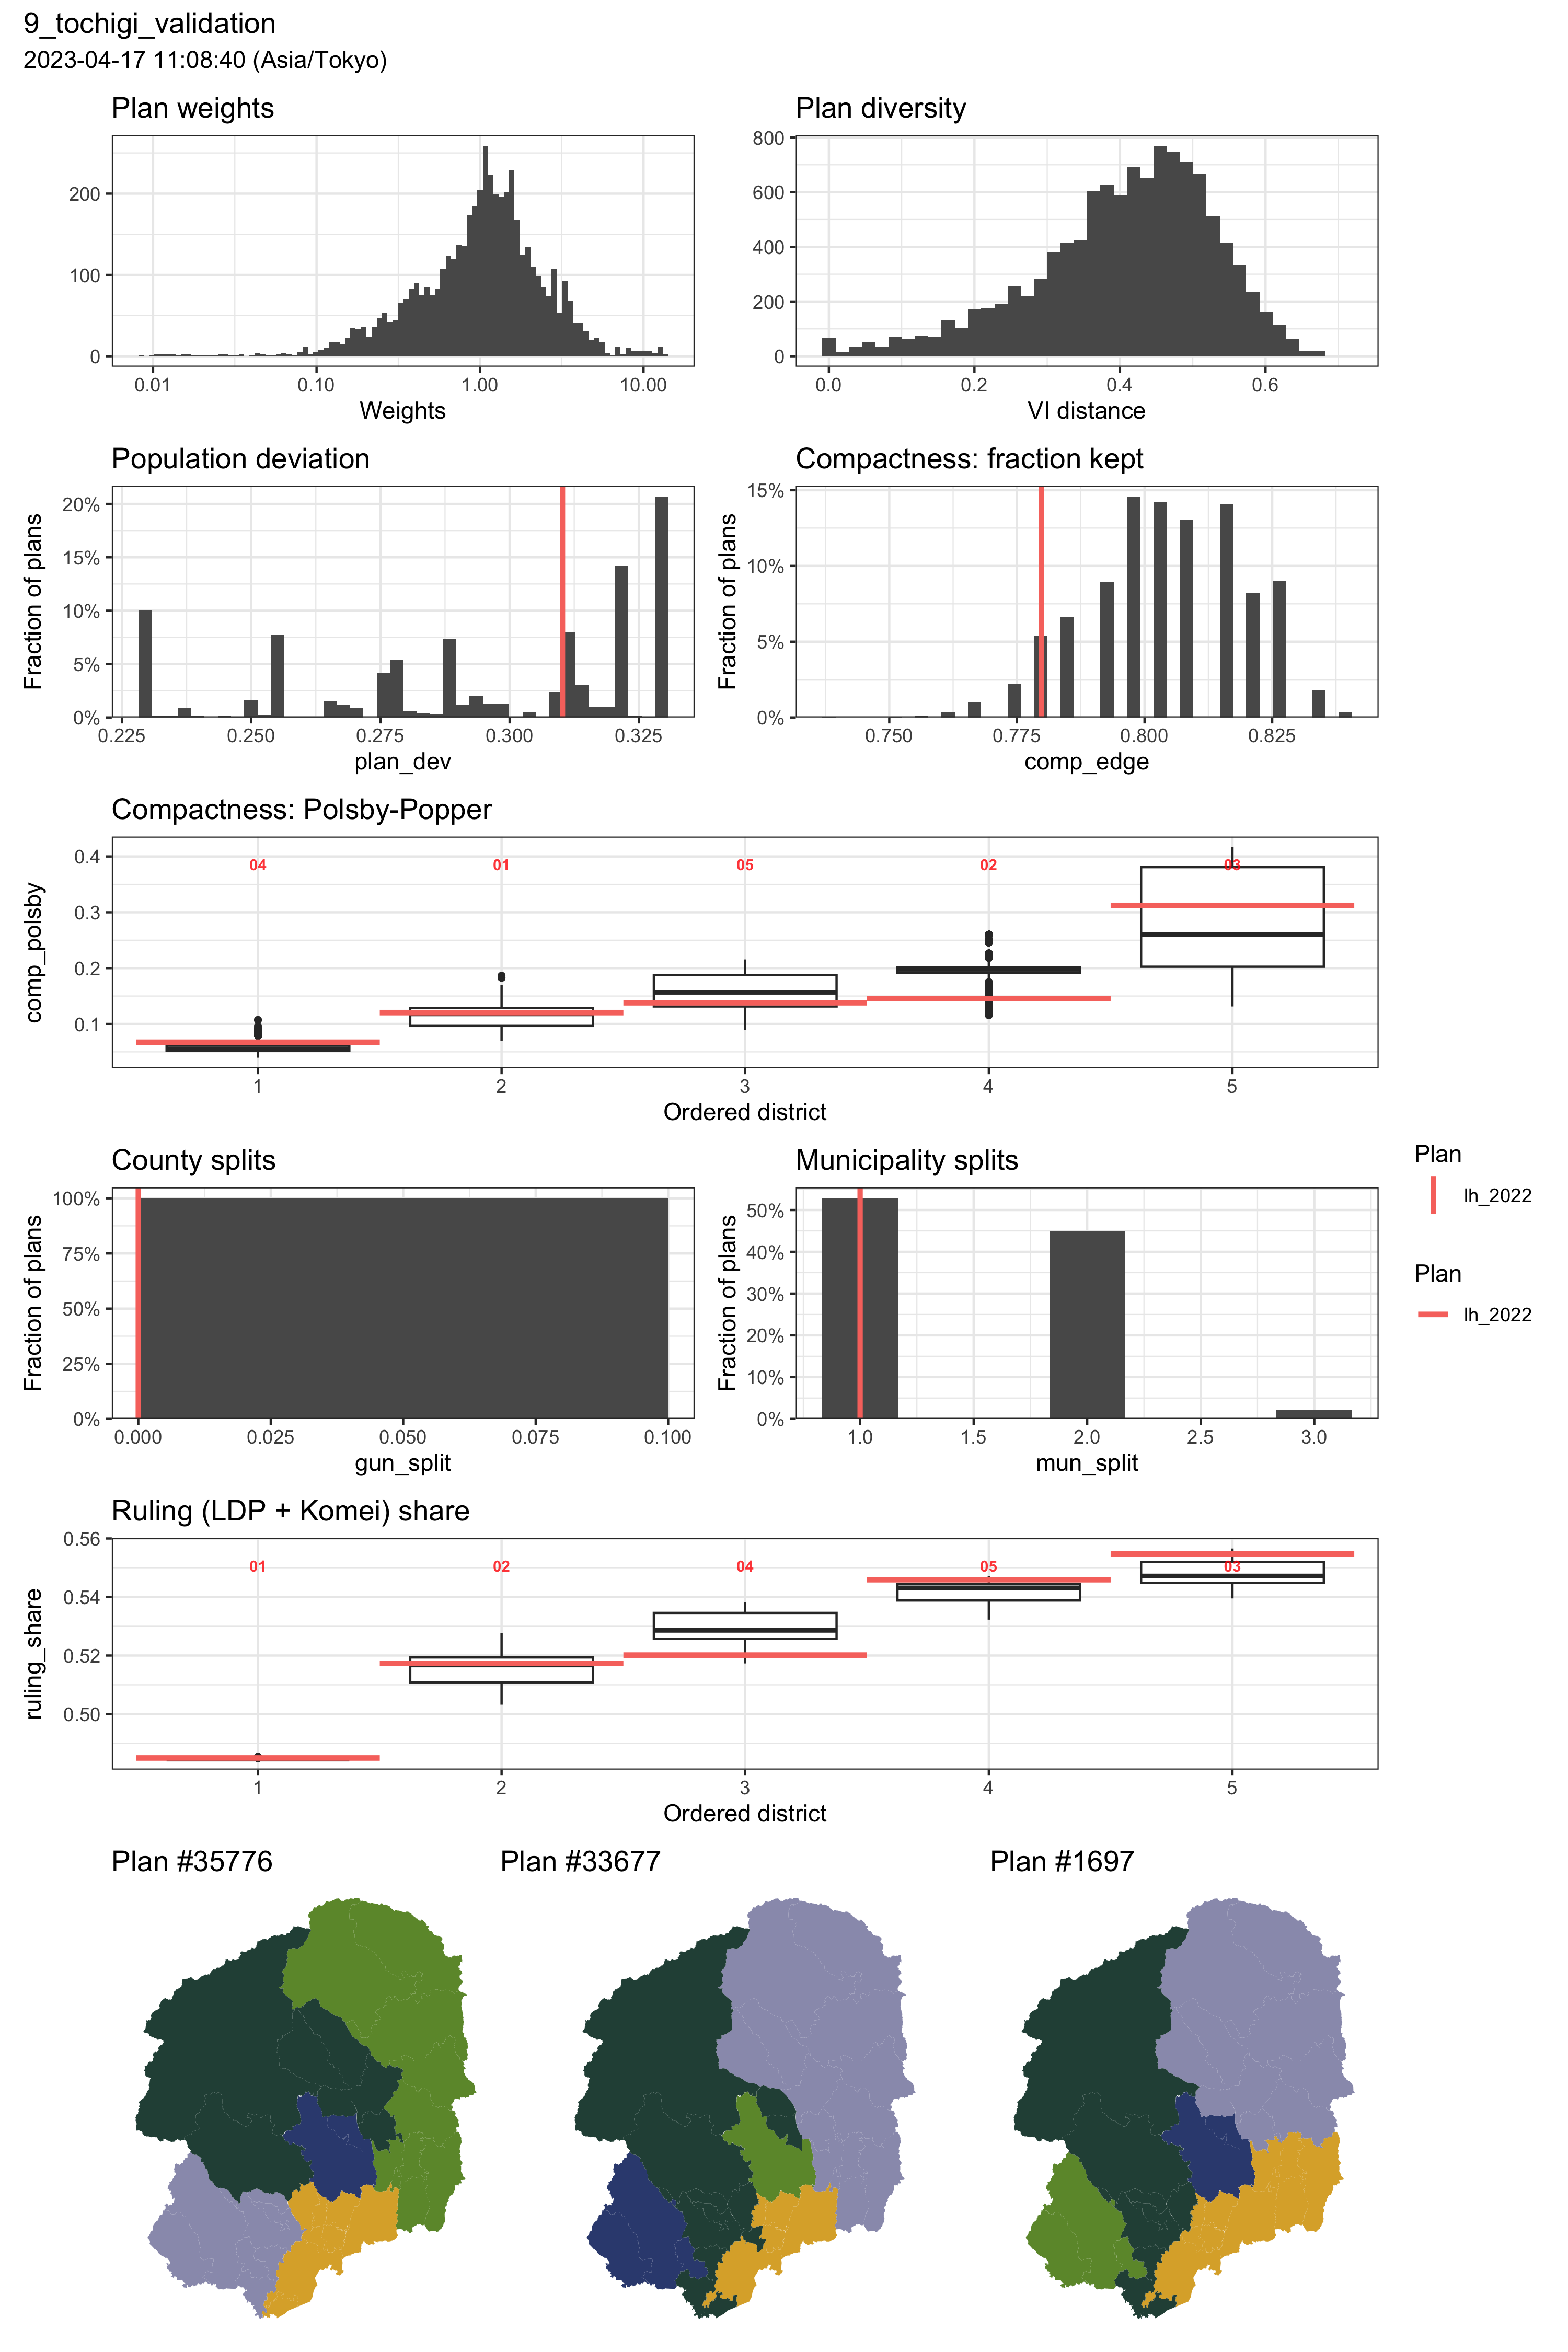 9_tochigi_validation
2023-04-17 11:08:40 (Asia/Tokyo)
Plan weights
200
100
0
0.01 0.10 1.00 10.00
Weights
Plan diversity
800
600
400
200
0
0.0 0.2 0.4 0.6
VI distance
Population deviation
Fraction of plans
20%
15%
10%
5%
0%
0.225 0.250 0.275 0.300 0.325
plan_dev
Compactness: fraction kept
Fraction of plans
15%
10%
5%
0%
0.750 0.775 0.800 0.825
comp_edge
Compactness: Polsby-Popper
comp_polsby
0.4
0.3
0.2
0.1
04 01 05 02 03
1 2 3 4 5
Ordered district
County splits
Fraction of plans
100%
75%
50%
25%
0%
0.000 0.025 0.050 0.075 0.100
gun_split
Municipality splits
Fraction of plans
50%
40%
30%
20%
10%
0%
1.0 1.5 2.0 2.5 3.0
mun_split
Plan
lh_2022
Plan
lh_2022
Ruling (LDP + Komei) share
ruling_share
0.56
0.54
0.52
0.50
01 02 04 05 03
1 2 3 4 5
Ordered district
Plan #35776
Plan #33677
Plan #1697